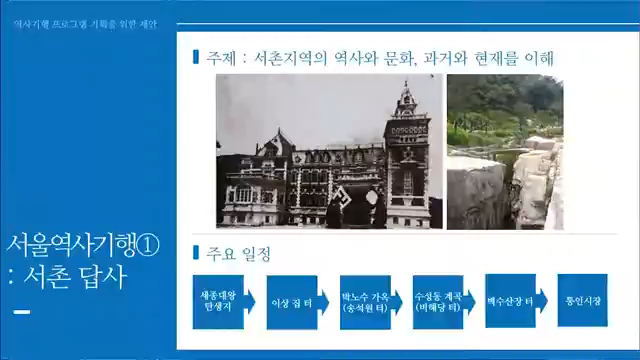 역사기행 프로그램 기획을 위한 제안
주제 : 서촌지역의 역사와 문화, 과거와 현재를 이해
서울역사기행①
: 서촌 답사
주요 일정
세종대왕
탄생지
이상 집 터
박노수 가옥
(송석원 터)
수성동 계곡
(비해당 터)
벽수산장 터
통인시장